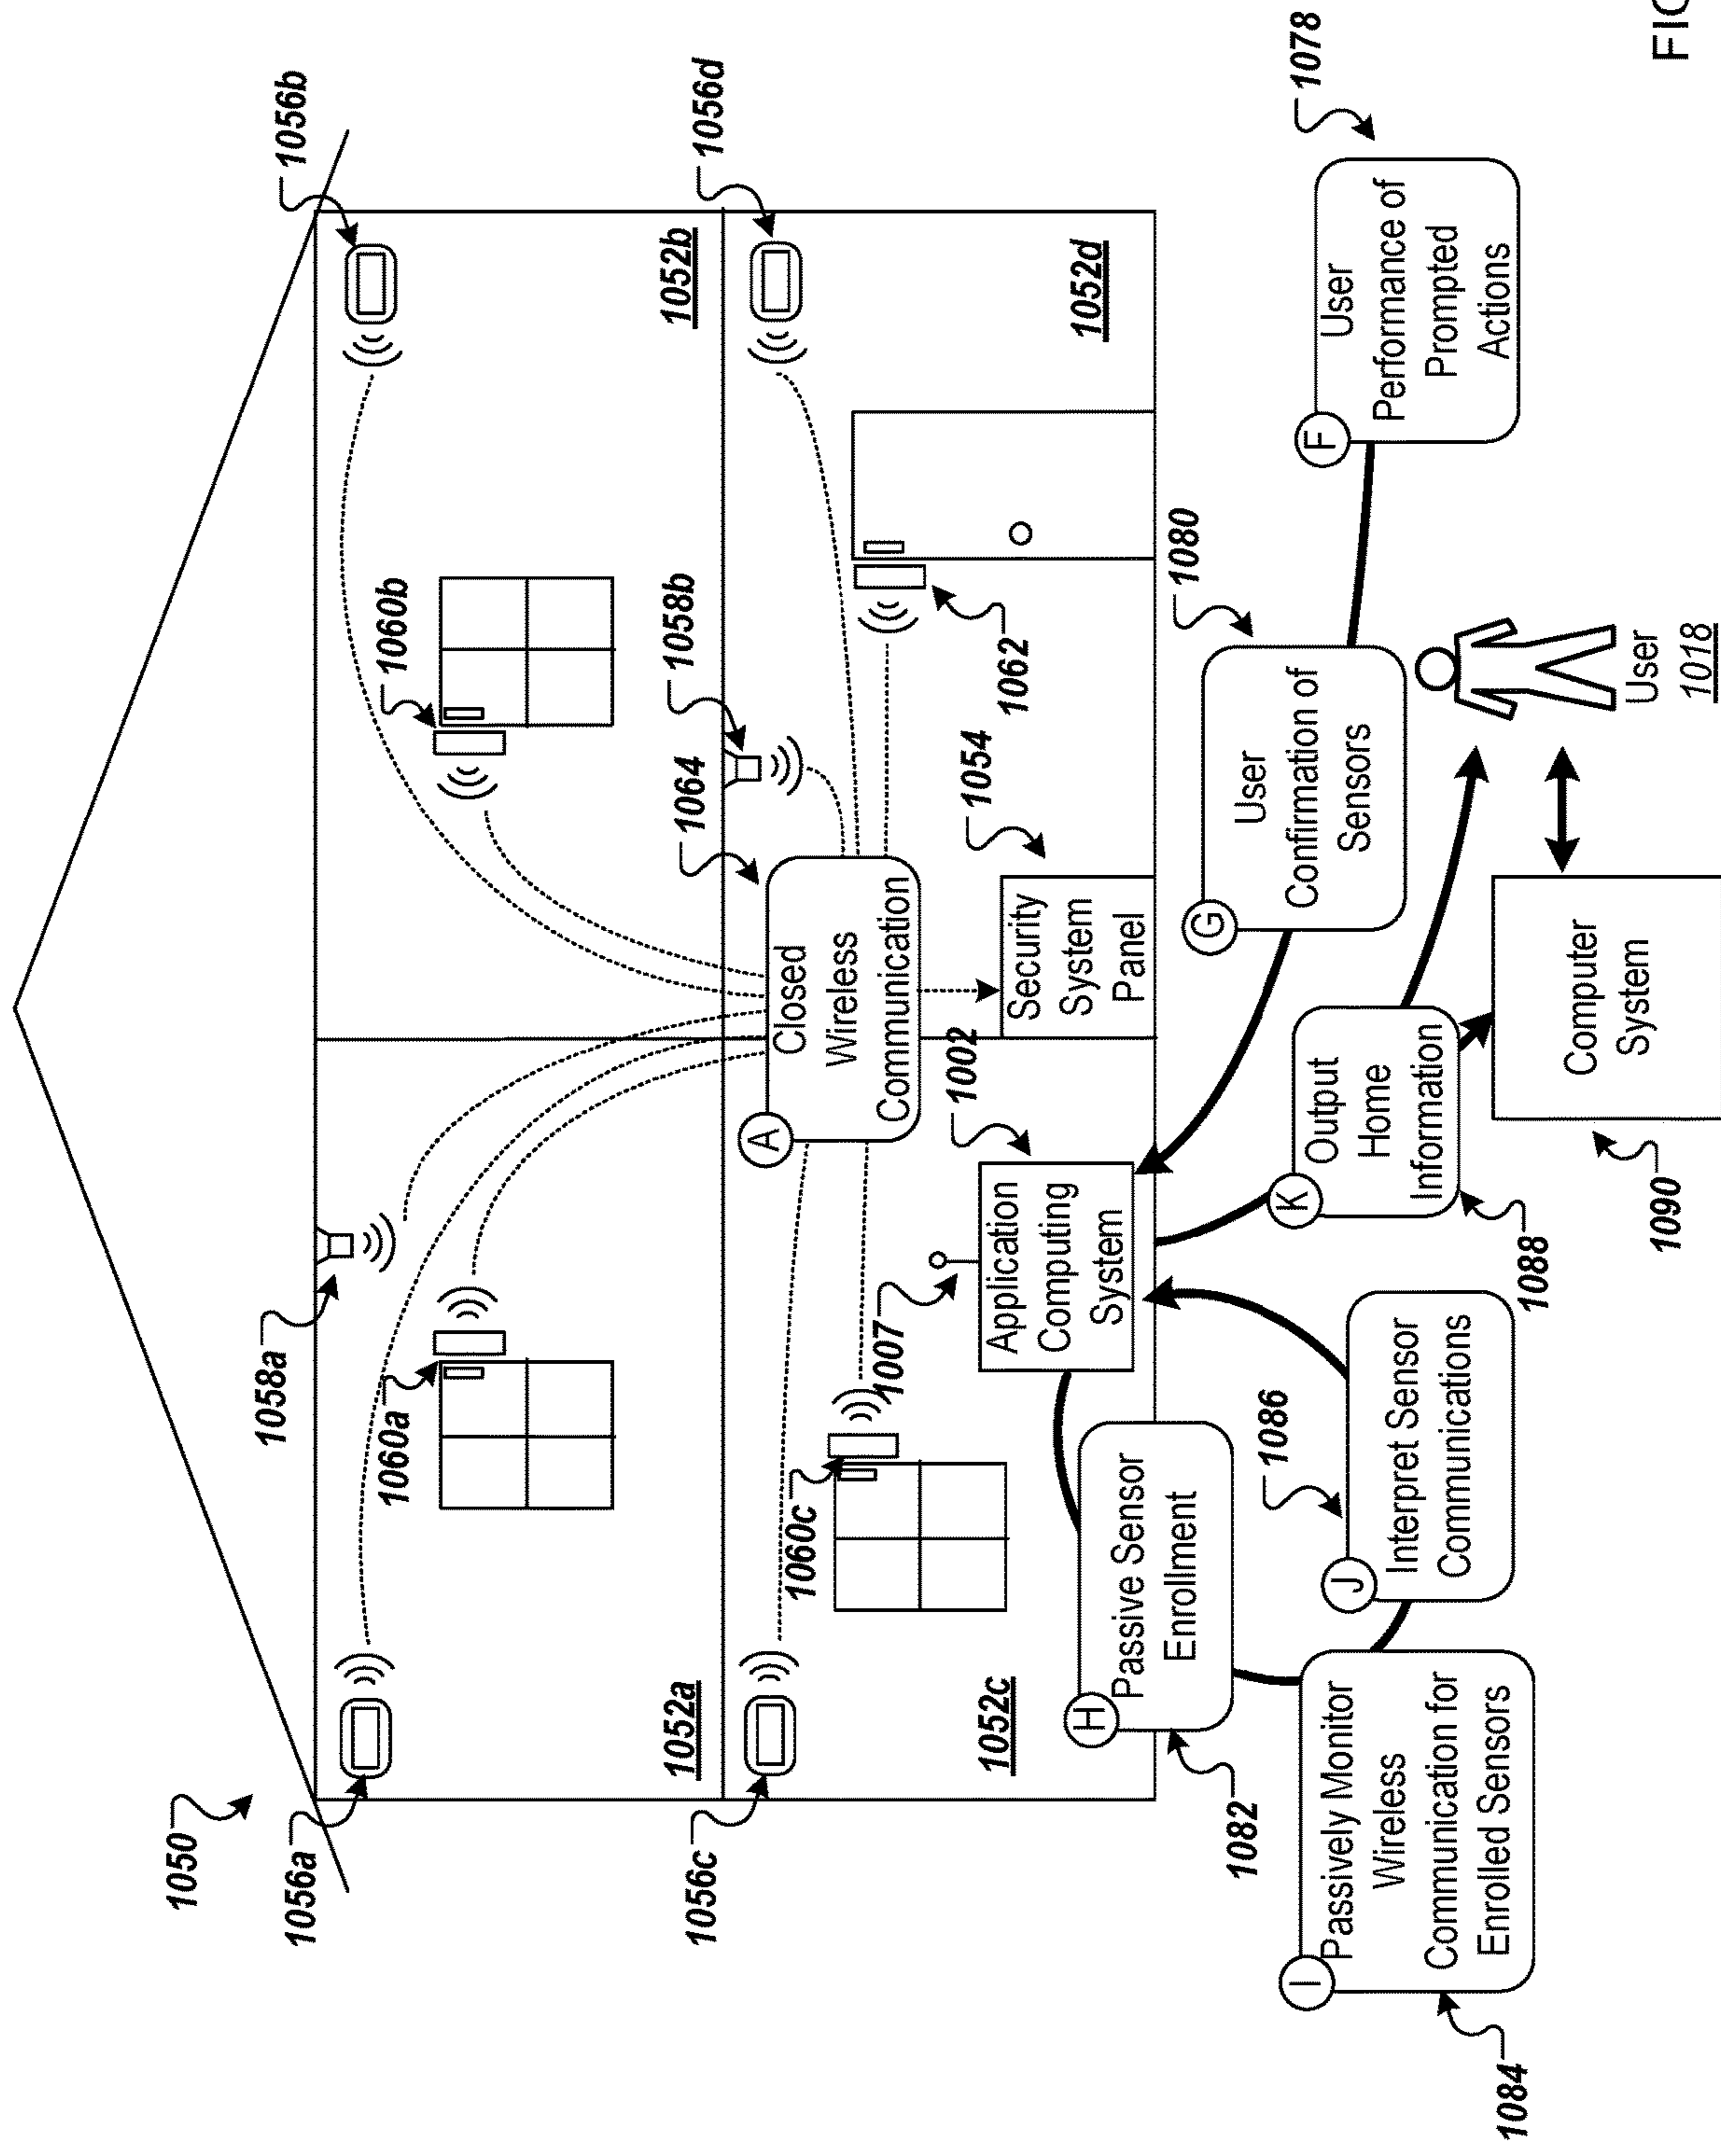 1050
1056a
1058a
1060a
1060b
1056b
1052a
1052b
1056c
1060c
1007
1064
1058b
1056d
A
Closed
Wireless
Communication
1062
1052c
1052d
1002
1054
Application
Computing
System
Security
System
Panel
1082
H
Passive Sensor
Enrollment
1084
I
Passively Monitor
Wireless
Communication for
Enrolled Sensors
1086
J
Interpret Sensor
Communications
1088
K
Output
Home
Information
1080
G
User
Confirmation of
Sensors
1078
F
User
Performance of
Prompted
Actions
1090
Computer
System
User
1018
FIG